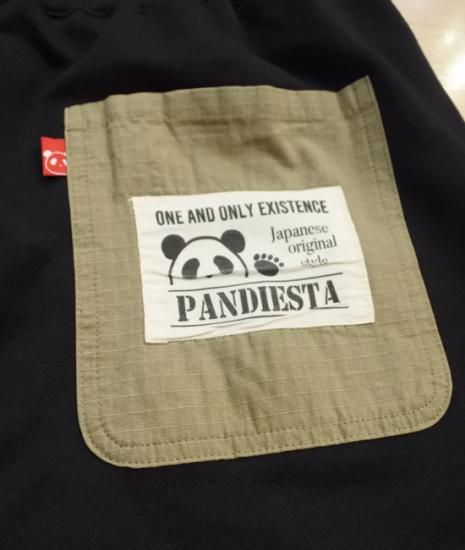 ONE AND ONLY EXISTENCE
Japanese
original
style
PANDIESTA